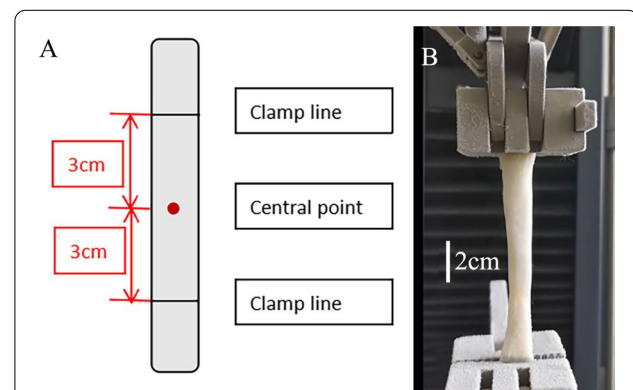 A
Clamp line
3cm
Central point
3cm
Clamp line
B
2cm